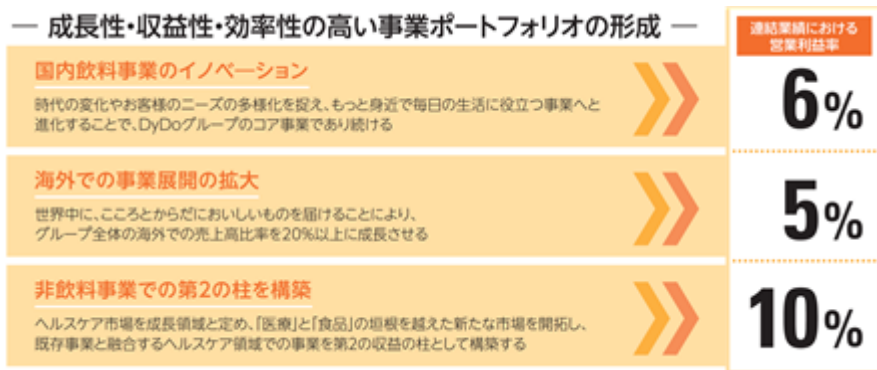 ― 成長性・収益性・効率性の高い事業ポートフォリオの形成 ―
連結業績における
営業利益率
国内飲料事業のイノベーション
時代の変化やお客様のニーズの多様化を捉え、もっと身近で毎日の生活に役立つ事業へと
進化することで、DyDoグループのコア事業であり続ける
6%
海外での事業展開の拡大
世界中に、こころとからだにおいしいものを届けることにより、
グループ全体の海外での売上高比率を20%以上に成長させる
5%
非飲料事業での第2の柱を構築
ヘルスケア市場を成長領域と定め、「医療」と「食品」の垣根を越えた新たな市場を開拓し、
既存事業と融合するヘルスケア領域での事業を第2の収益の柱として構築する
10%